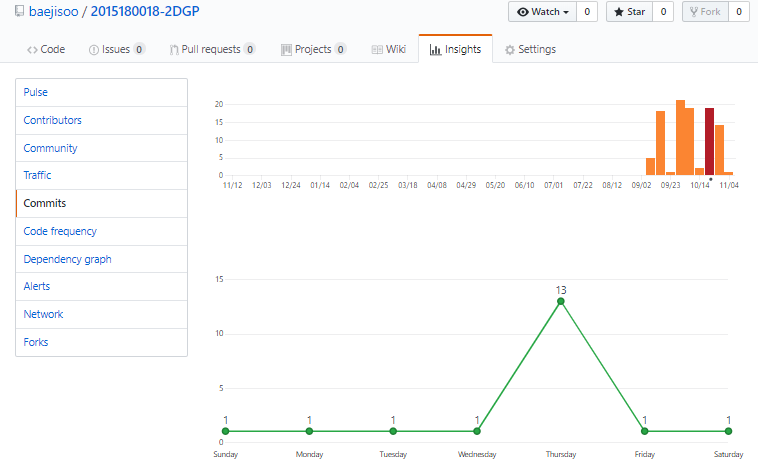 baejisoo / 2015180018-2DGP
Watch 0 Star 0 Fork 0
Code Issues 0 Pull requests 0 Projects 0 Wiki Insights Settings
Pulse
Contributors
Community
Traffic
Commits
Code frequency
Dependency graph
Alerts
Network
Forks
20
15
10
5
0
11/12 12/03 12/24 01/14 02/04 02/25 03/18 04/08 04/29 05/20 06/10 07/01 07/22 08/12 09/02 09/23 10/14 11/04
15
13
10
5
1 1 1 1 1 1
0
Sunday Monday Tuesday Wednesday Thursday Friday Saturday